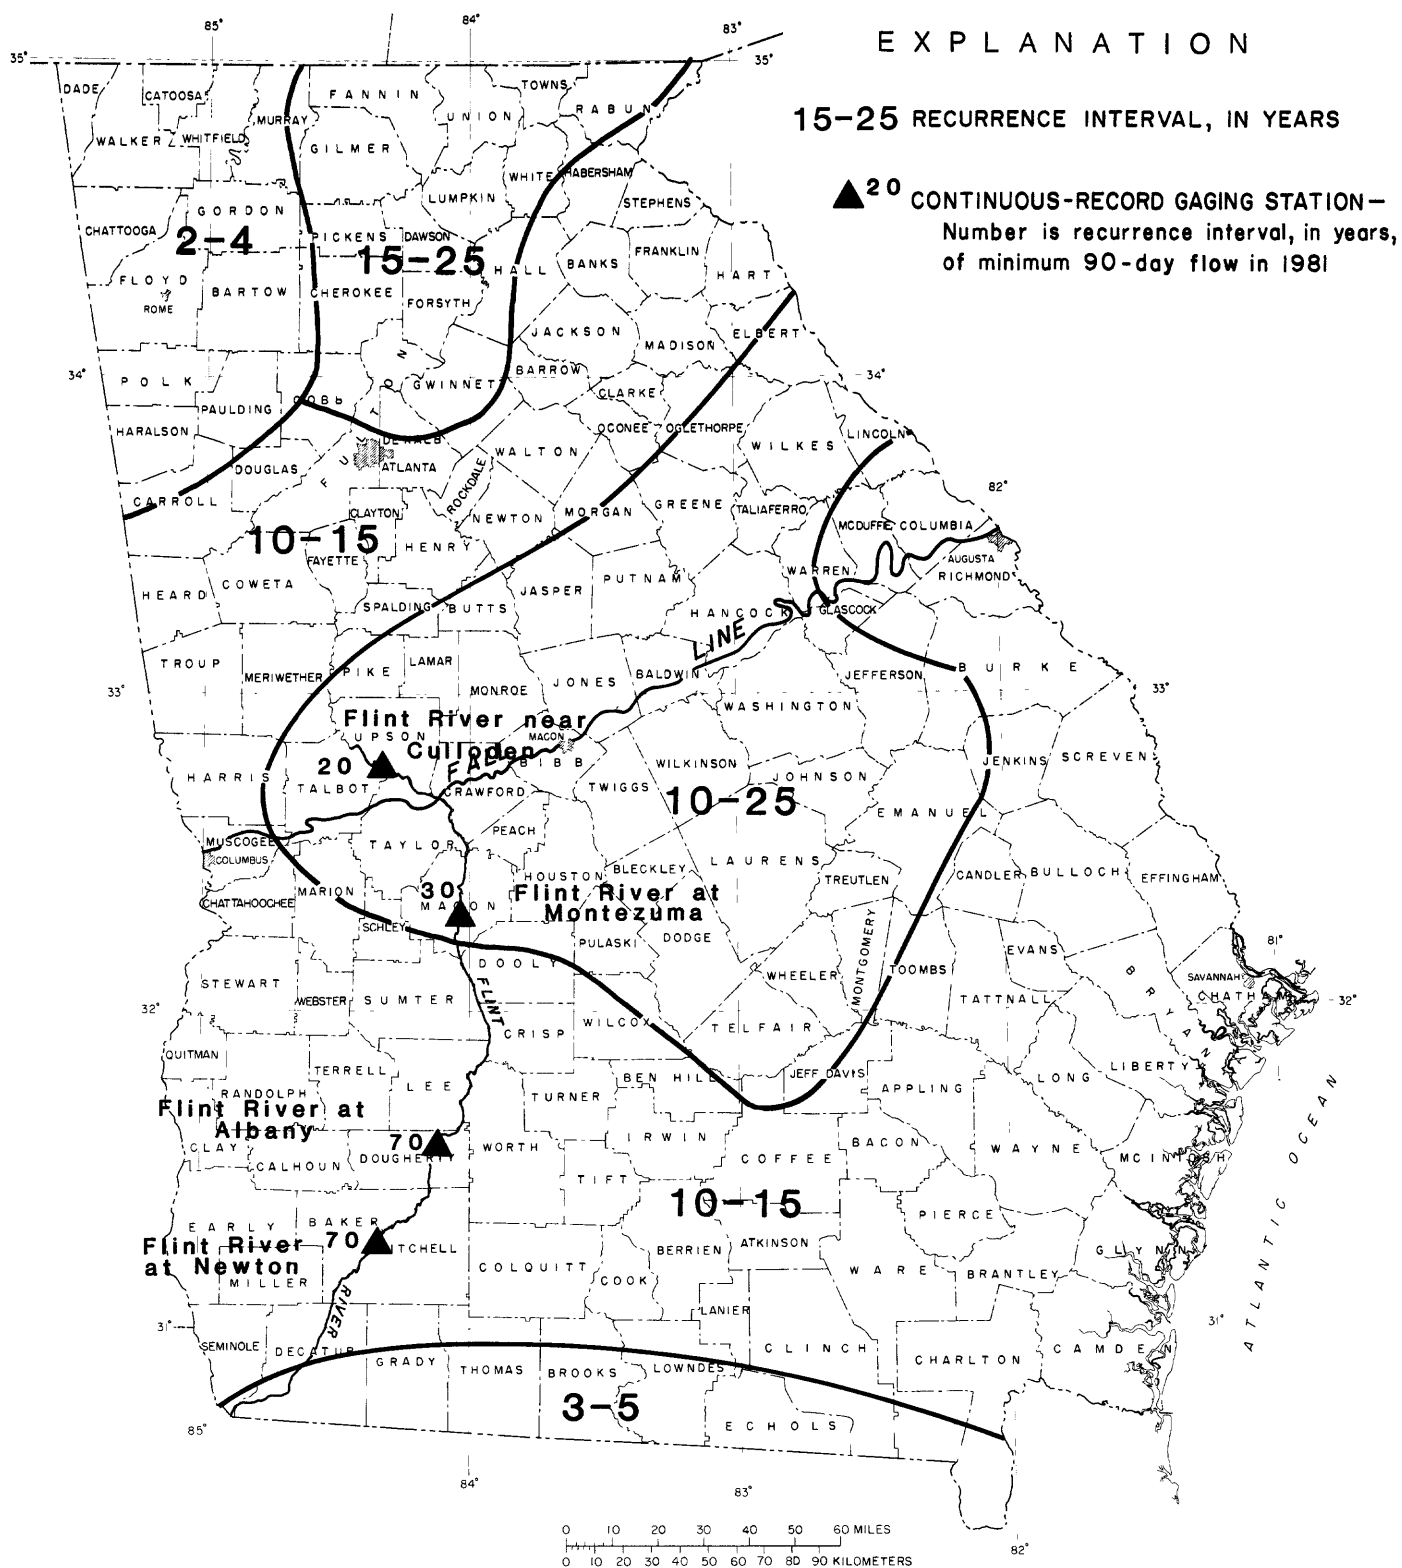 85°
84°
83°
35°
35°
EXPLANATION
15-25 RECURRENCE INTERVAL, IN YEARS
20 CONTINUOUS-RECORD GAGING STATION—
Number is recurrence interval, in years,
of minimum 90-day flow in 1981
DADE
CATOOSA
WALKER
WHITFIELD
MURRAY
FANNIN
GILMER
UNION
TOWNS
RABUN
WHITE
HABERSHAM
LUMPKIN
STEPHENS
CHATTOOGA
GORDON
2-4
PICKENS
DAWSON
15-25
HALL
BANKS
FRANKLIN
HART
FLOYD
ROME
BARTOW
CHEROKEE
FORSYTH
JACKSON
MADISON
ELBERT
34°
34°
POLK
PAULDING
COBB
FULTON
GWINNETT
BARROW
CLARKE
HARALSON
DOUGLAS
DEKALB
ATLANTA
WALTON
OCONEE
OGLETHORPE
WILKES
LINCOLN
CARROLL
CLAYTON
ROCKDALE
NEWTON
MORGAN
GREENE
TALIAFERRO
MCDUFFIE
COLUMBIA
82°
10-15
FAYETTE
HENRY
AUGUSTA
RICHMOND
WARREN
HEARD
COWETA
SPALDING
BUTTS
JASPER
PUTNAM
HANCOCK
GLASCOCK
FALL LINE
TROUP
MERIWETHER
PIKE
LAMAR
MONROE
JONES
BALDWIN
JEFFERSON
BURKE
33°
33°
WASHINGTON
Flint River near
Culloden
UPSON
MACON
20
HARRIS
TALBOT
BIBB
CRAWFORD
TWIGGS
WILKINSON
JOHNSON
JENKINS
SCREVEN
10-25
EMANUEL
MUSCOGEE
COLUMBUS
TAYLOR
PEACH
HOUSTON
BLECKLEY
LAURENS
TREUTLEN
CANDLER
BULLOCH
EFFINGHAM
CHATTAHOOCHEE
MARION
30
MACON
Flint River at
Montezuma
SCHLEY
DOOLY
PULASKI
DODGE
WHEELER
MONTGOMERY
TOOMBS
EVANS
TATTNALL
BRYAN
SAVANNAH
CHATHAM
81°
32°
32°
STEWART
WEBSTER
SUMTER
FLINT
CRISP
WILCOX
TELFAIR
QUITMAN
RANDOLPH
TERRELL
LEE
TURNER
BEN HILL
JEFF DAVIS
APPLING
LONG
LIBERTY
Flint River at
Albany
70
CLAY
CALHOUN
DOUGHERTY
WORTH
IRWIN
TIFT
COFFEE
BACON
WAYNE
MCINTOSH
ATLANTIC OCEAN
10-15
EARLY
BAKER
70
Flint River
at Newton
MITCHELL
MILLER
COLQUITT
COOK
BERRIEN
ATKINSON
PIERCE
WARE
BRANTLEY
GLYNN
RIVER
LANIER
31°
31°
SEMINOLE
DECATUR
GRADY
THOMAS
BROOKS
LOWNDES
CLINCH
CHARLTON
CAMDEN
3-5
ECHOLS
85°
84°
83°
82°
0 10 20 30 40 50 60 MILES
0 10 20 30 40 50 60 70 80 90 KILOMETERS